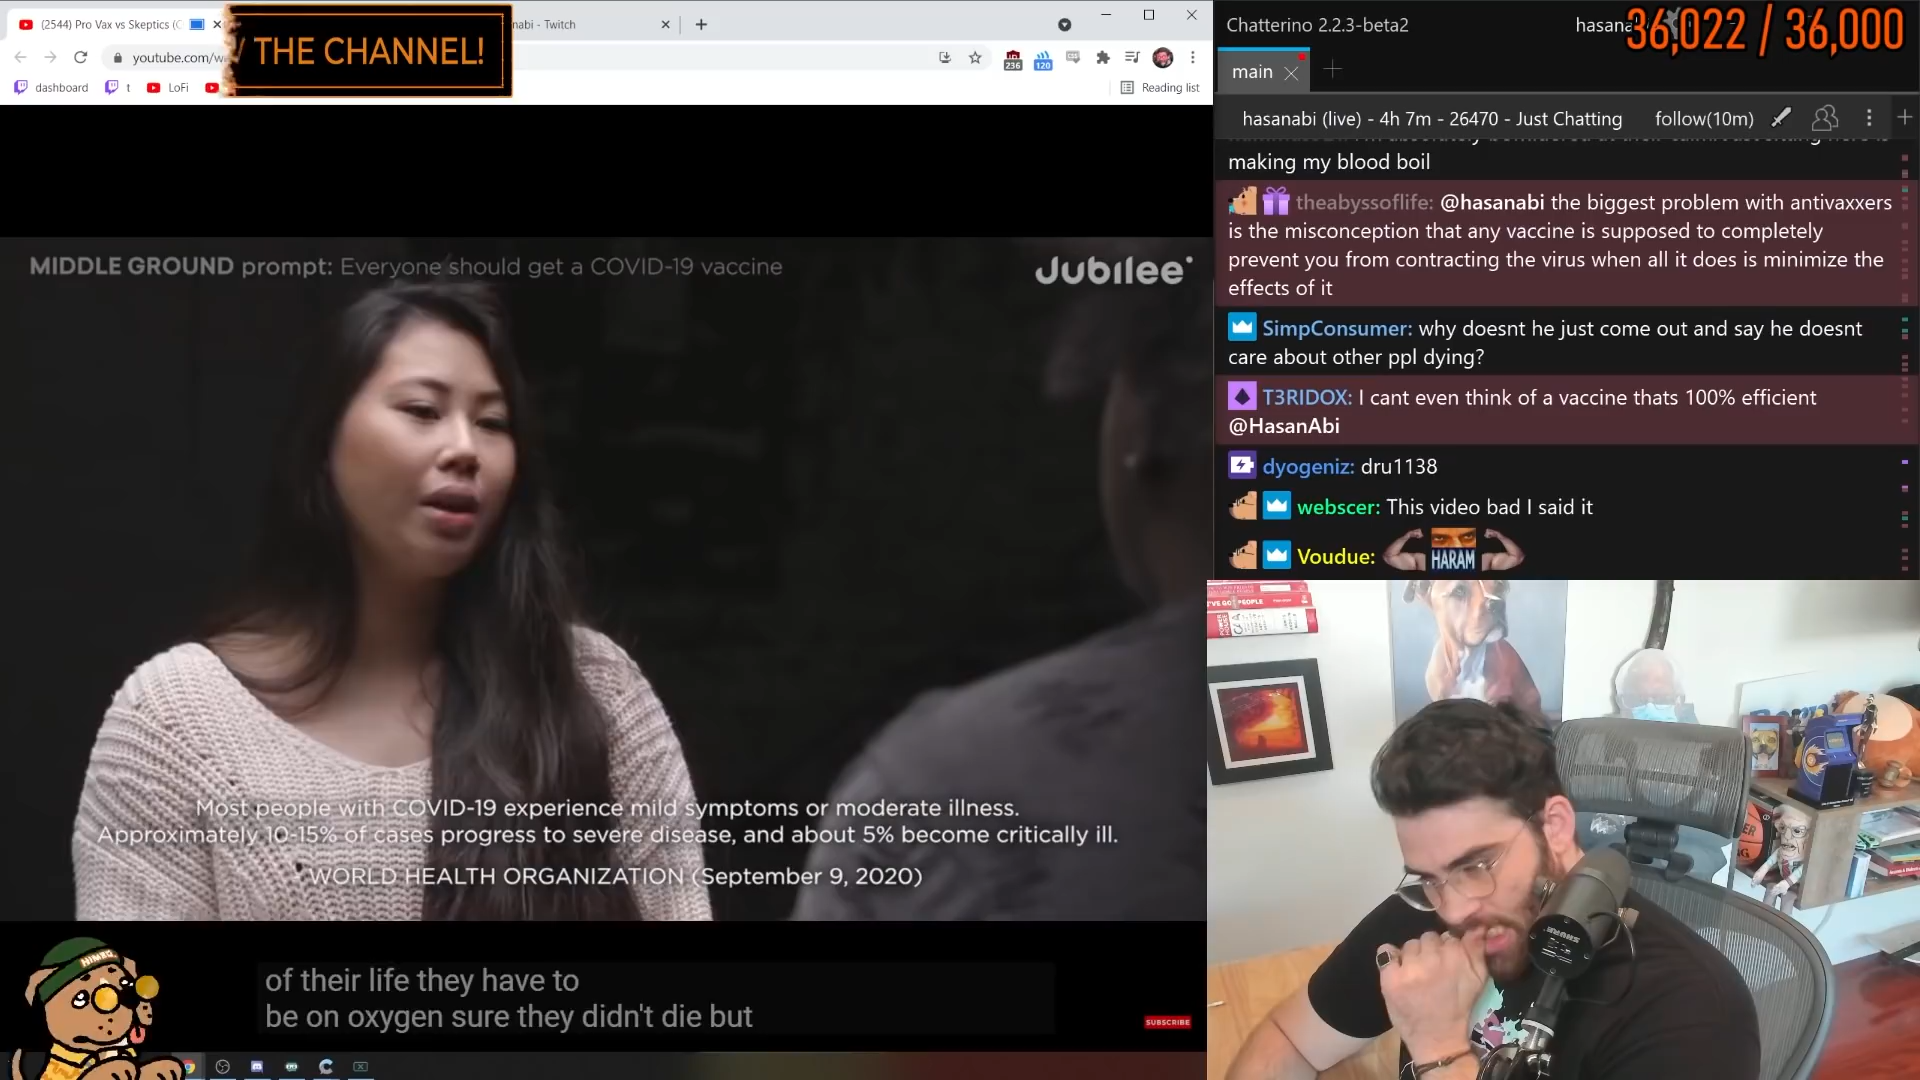 (2544) Pro Vax vs Skeptics (C
nabi - Twitch
THE CHANNEL!
youtube.com/w
236
120
dashboard
t
LoFi
Reading list
MIDDLE GROUND prompt: Everyone should get a COVID-19 vaccine
Jubilee
Most people with COVID-19 experience mild symptoms or moderate illness.
Approximately 10-15% of cases progress to severe disease, and about 5% become critically ill.
WORLD HEALTH ORGANIZATION (September 9, 2020)
of their life they have to
be on oxygen sure they didn't die but
SUBSCRIBE
Chatterino 2.2.3-beta2
hasana
36,022 / 36,000
main
hasanabi (live) - 4h 7m - 26470 - Just Chatting
follow(10m)
making my blood boil
theabyssoflife: @hasanabi the biggest problem with antivaxxers
is the misconception that any vaccine is supposed to completely
prevent you from contracting the virus when all it does is minimize the
effects of it
SimpConsumer: why doesnt he just come out and say he doesnt
care about other ppl dying?
T3RIDOX: I cant even think of a vaccine thats 100% efficient
@HasanAbi
dyogeniz: dru1138
webscer: This video bad I said it
Voudue:
HARAM
PEOPLE
SHURE